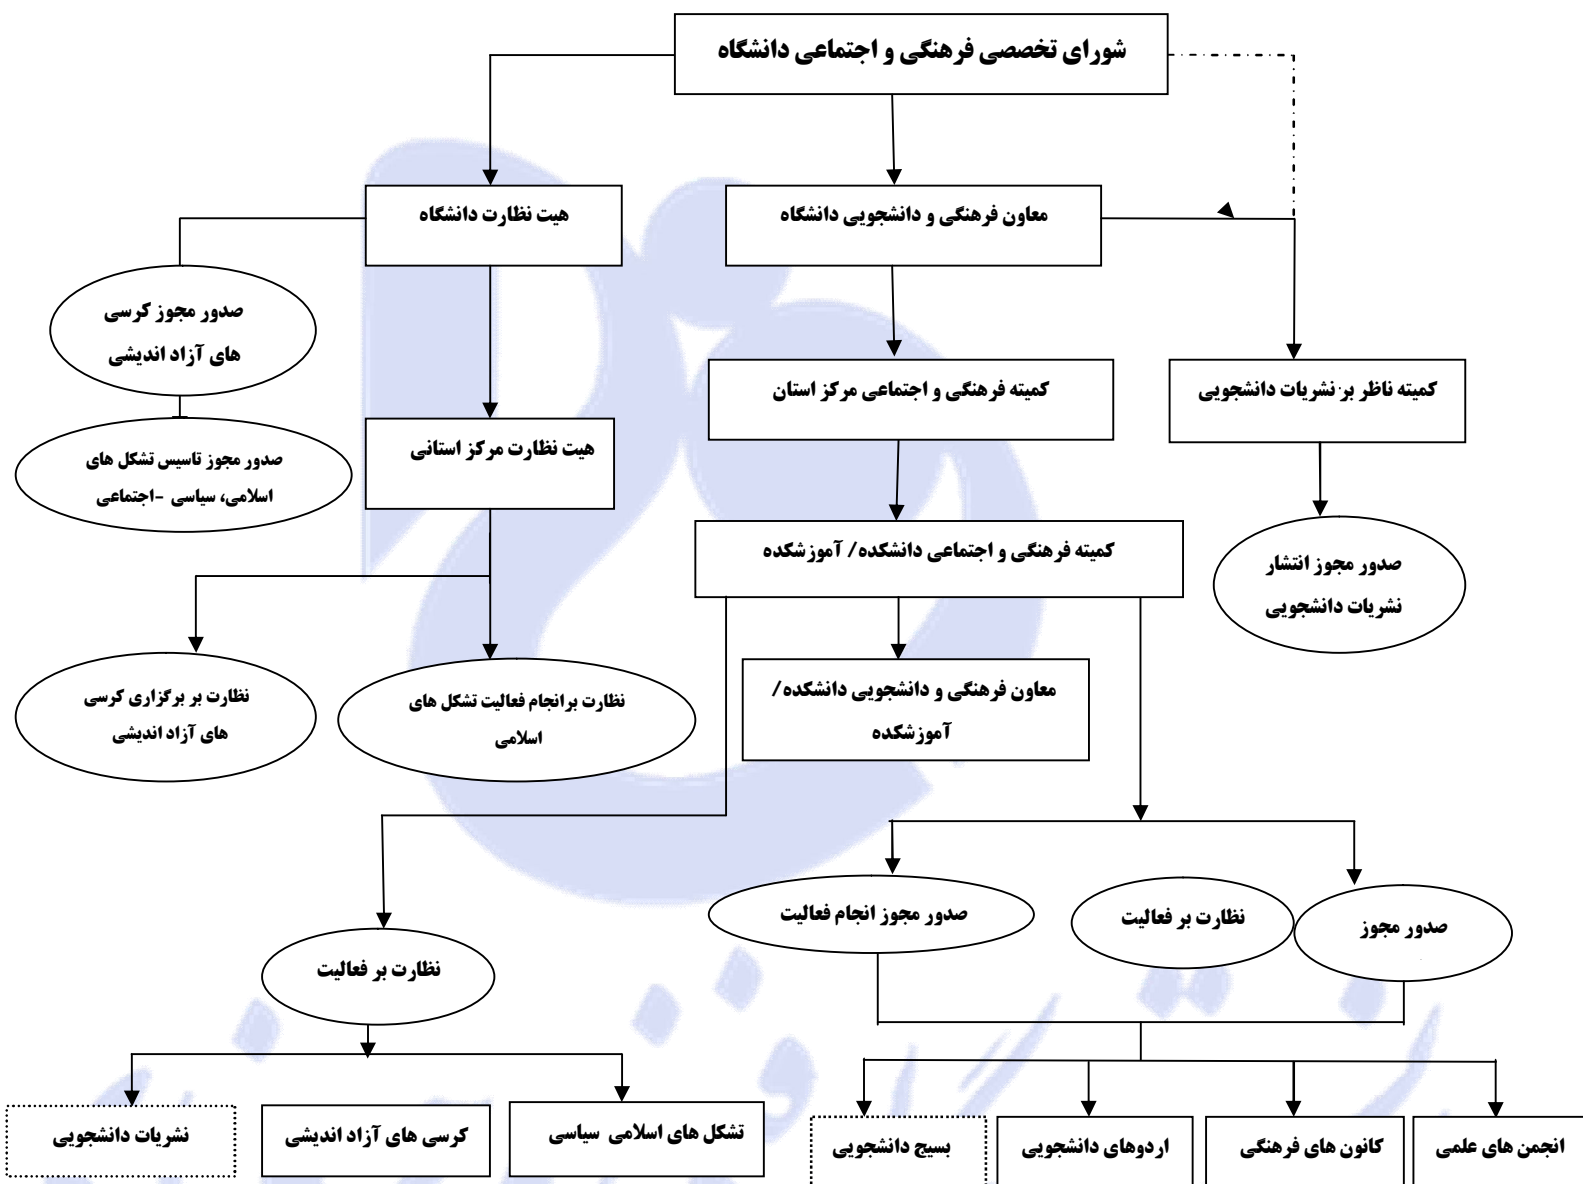 شورای تخصصی فرهنگی و اجتماعی دانشگاه
معاون فرهنگی و دانشجویی دانشگاه
هیت نظارت دانشگاه
صدور مجوز کرسی
های آزاد اندیشی
کمیته ناظر بر نشریات دانشجویی
کمیته فرهنگی و اجتماعی مرکز استان
هیت نظارت مرکز استانی
صدور مجوز تاسیس تشکل های
اسلامی، سیاسی -اجتماعی
کمیته فرهنگی و اجتماعی دانشکده/ آموزشکده
صدور مجوز انتشار
نشریات دانشجویی
معاون فرهنگی و دانشجویی دانشکده/
آموزشکده
نظارت برانجام فعالیت تشکل های
اسلامی
نظارت بر برگزاری کرسی
های آزاد اندیشی
صدور مجوز
نظارت بر فعالیت
صدور مجوز انجام فعالیت
نظارت بر فعالیت
انجمن های علمی
کانون های فرهنگی
اردوهای دانشجویی
بسیج دانشجویی
تشکل های اسلامی سیاسی
کرسی های آزاد اندیشی
نشریات دانشجویی